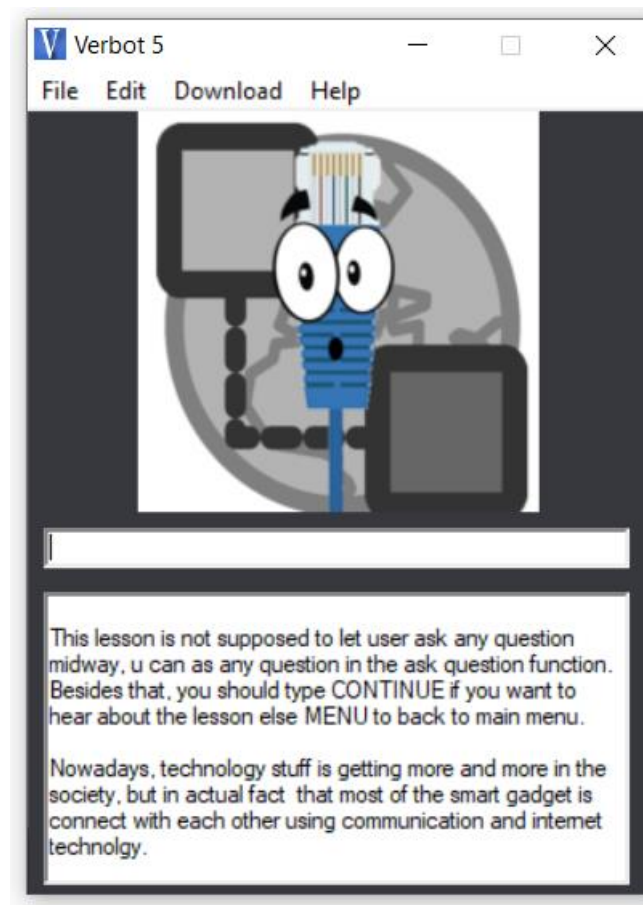 Verbot 5
File Edit Download Help
This lesson is not supposed to let user ask any question
midway, u can as any question in the ask question function.
Besides that, you should type CONTINUE if you want to
hear about the lesson else MENU to back to main menu.
Nowadays, technology stuff is getting more and more in the
society, but in actual fact that most of the smart gadget is
connect with each other using communication and internet
technolgy.